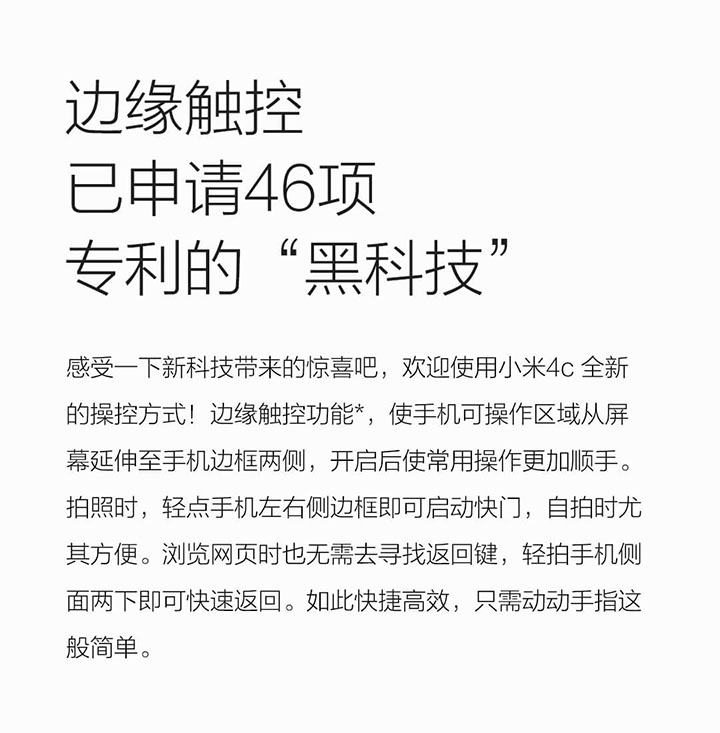 边缘触控
已申请46项
专利的“黑科技”
感受一下新科技带来的惊喜吧，欢迎使用小米4c 全新
的操控方式！边缘触控功能*，使手机可操作区域从屏
幕延伸至手机边框两侧，开启后使常用操作更加顺手。
拍照时，轻点手机左右侧边框即可启动快门，自拍时尤
其方便。浏览网页时也无需去寻找返回键，轻拍手机侧
面两下即可快速返回。如此快捷高效，只需动动手指这
般简单。